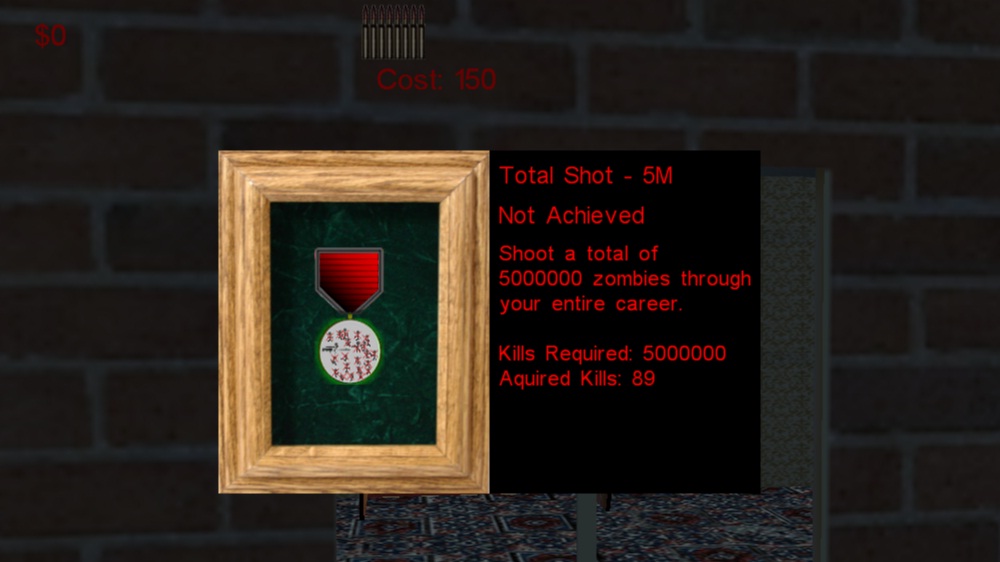 $0
Cost: 150
Total Shot - 5M
Not Achieved
Shoot a total of
5000000 zombies through
your entire career.
Kills Required: 5000000
Aquired Kills: 89